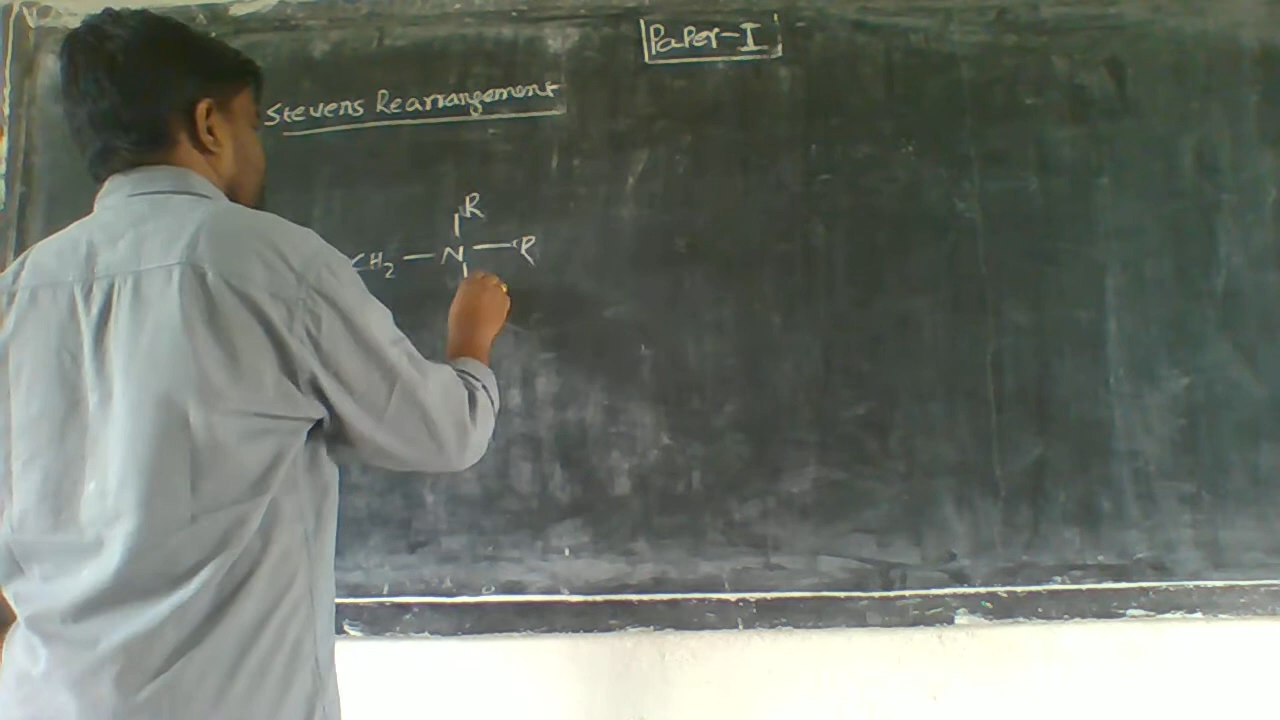 Paper-I
Stevens Rearrangement
R
CH2 — N — R